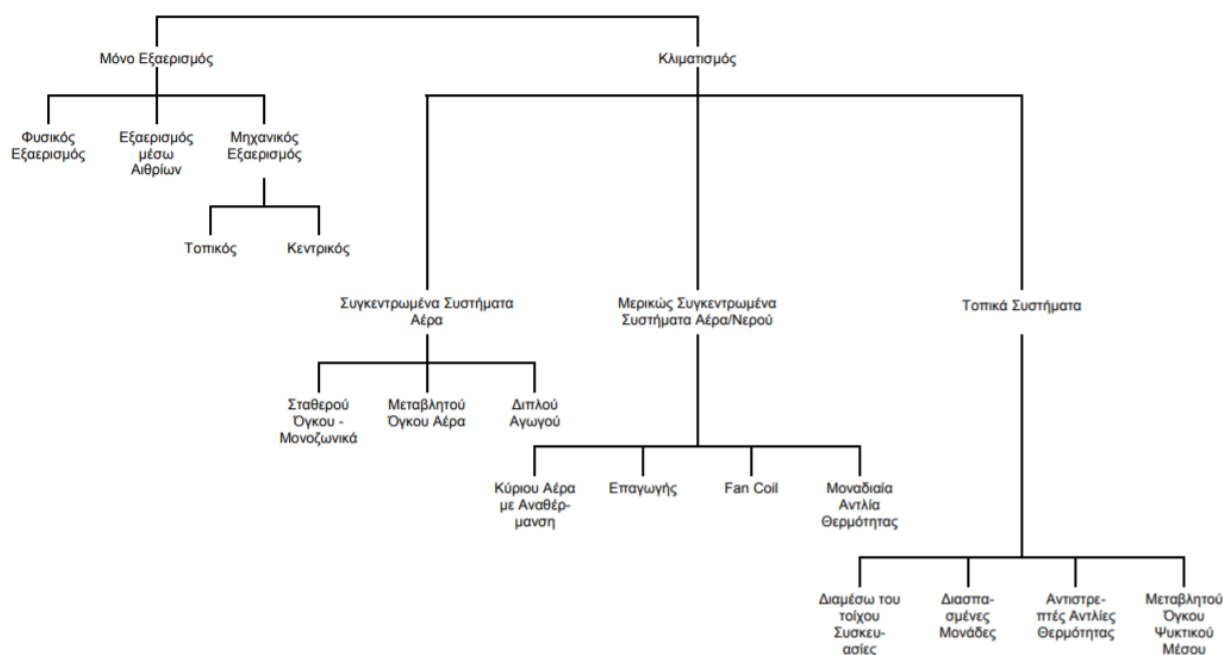 Μόνο Εξαερισμός
Κλιματισμός
Φυσικός
Εξαερισμός
Εξαερισμός
μέσω
Αιθρίων
Μηχανικός
Εξαερισμός
Τοπικός
Κεντρικός
Συγκεντρωμένα Συστήματα
Αέρα
Μερικώς Συγκεντρωμένα
Συστήματα Αέρα/Νερού
Τοπικά Συστήματα
Σταθερού
Όγκου -
Μονοζωνικά
Μεταβλητού
Όγκου Αέρα
Διπλού
Αγωγού
Κύριου Αέρα
με Αναθέρ-
μανση
Επαγωγής
Fan Coil
Μοναδιαία
Αντλία
Θερμότητας
Διαμέσω του
τοίχου
Συσκευ-
ασίες
Διασπα-
σμένες
Μονάδες
Αντιστρε-
πτές Αντλίες
Θερμότητας
Μεταβλητού
Όγκου
Ψυκτικού
Μέσου